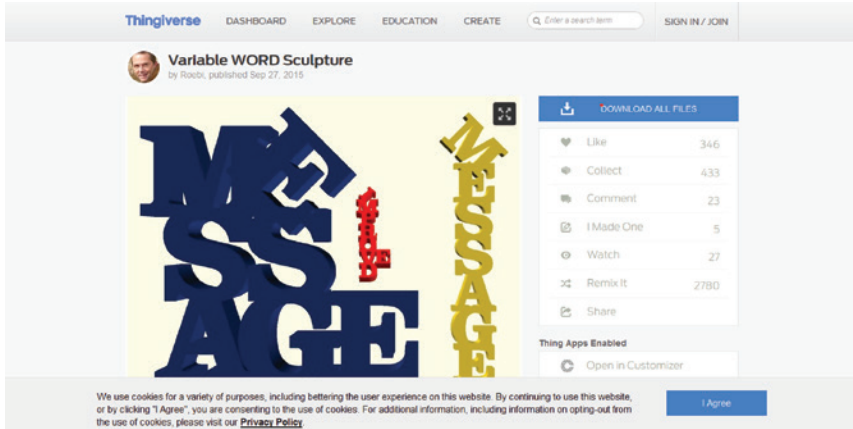 Thingiverse DASHBOARD EXPLORE EDUCATION CREATE Enter a search term SIGN IN / JOIN
Variable WORD Sculpture
by Roebi, published Sep 27, 2015
MESSAGE
MESSAGE
DOWNLOAD ALL FILES
Like 346
Collect 433
Comment 23
I Made One 5
Watch 27
Remix It 2780
Share
Thing Apps Enabled
Open in Customizer
We use cookies for a variety of purposes, including bettering the user experience on this website. By continuing to use this website,
or by clicking "I Agree", you are consenting to the use of cookies. For additional information, including information on opting-out from
the use of cookies, please visit our Privacy Policy.
I Agree